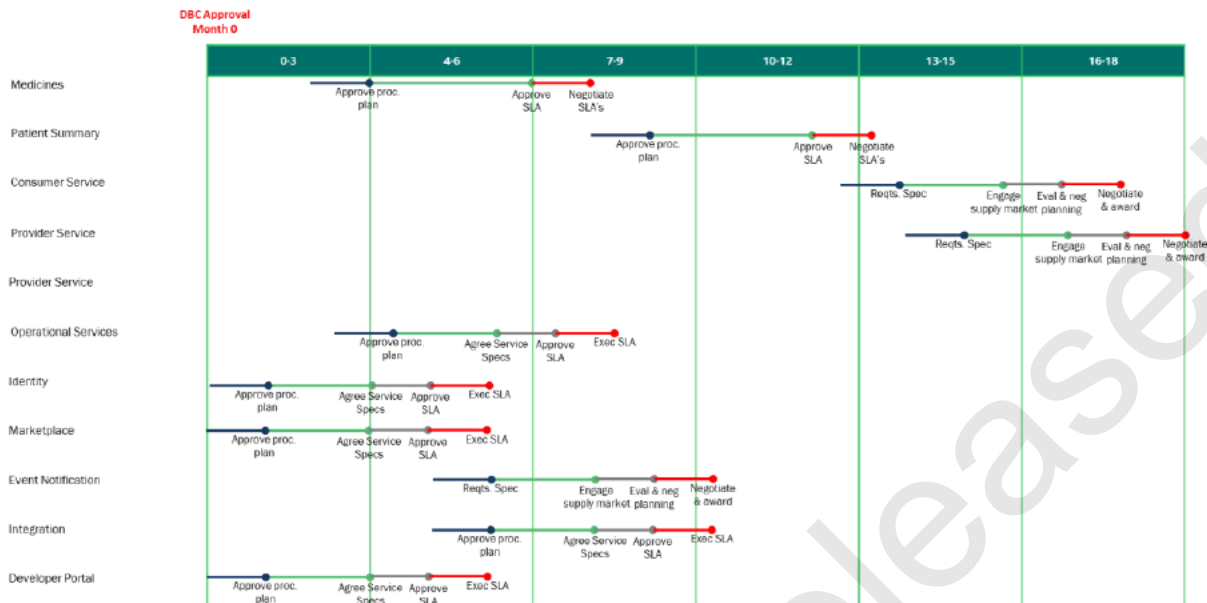 DBC Approval
Month 0
0-3
4-6
7-9
10-12
13-15
16-18
Medicines
Approve proc.
plan
Approve
SLA
Negotiate
SLA's
Patient Summary
Approve proc.
plan
Approve
SLA
Negotiate
SLA's
Consumer Service
Reqts. Spec
Engage
supply market
Eval & neg
planning
Negotiate
& award
Provider Service
Reqts. Spec
Engage
supply market
Eval & neg
planning
Negotiate
& award
Provider Service
Operational Services
Approve proc.
plan
Agree Service
Specs
Approve
SLA
Exec SLA
Identity
Approve proc.
plan
Agree Service
Specs
Approve
SLA
Exec SLA
Marketplace
Approve proc.
plan
Agree Service
Specs
Approve
SLA
Exec SLA
Event Notification
Reqts. Spec
Engage
supply market
Eval & neg
planning
Negotiate
& award
Integration
Approve proc.
plan
Agree Service
Specs
Approve
SLA
Exec SLA
Developer Portal
Approve proc.
plan
Agree Service
Specs
Approve
SLA
Exec SLA